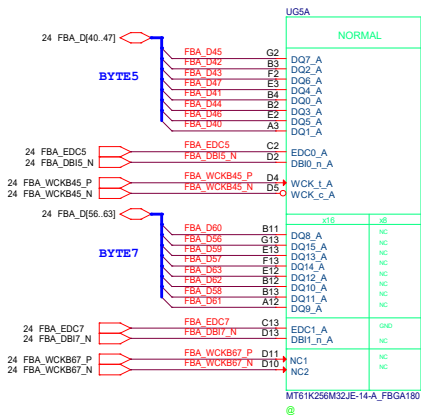 UG5A
NORMAL
24 FBA_D[40..47]
BYTE5
FBA_D45 G2 DQ7_A
FBA_D42 B3 DQ2_A
FBA_D43 F2 DQ6_A
FBA_D47 E3 DQ4_A
FBA_D41 B4 DQ0_A
FBA_D44 B2 DQ3_A
FBA_D46 E2 DQ5_A
FBA_D40 A3 DQ1_A
24 FBA_EDC5 FBA_EDC5 C2 EDC0_A
24 FBA_DBI5_N FBA_DBI5_N D2 DBI0_n_A
24 FBA_WCKB45_P FBA_WCKB45_P D4 WCK_t_A
24 FBA_WCKB45_N FBA_WCKB45_N D5 WCK_c_A
24 FBA_D[56..63]
x16 x8
BYTE7
FBA_D60 B11 DQ8_A NC
FBA_D56 G13 DQ15_A NC
FBA_D59 E13 DQ13_A NC
FBA_D57 F13 DQ14_A NC
FBA_D63 E12 DQ12_A NC
FBA_D62 B12 DQ10_A NC
FBA_D58 B13 DQ11_A NC
FBA_D61 A12 DQ9_A NC
24 FBA_EDC7 FBA_EDC7 C13 EDC1_A GND
24 FBA_DBI7_N FBA_DBI7_N D13 DBI1_n_A NC
24 FBA_WCKB67_P FBA_WCKB67_P D11 NC1 NC
24 FBA_WCKB67_N FBA_WCKB67_N D10 NC2 NC
MT61K256M32JE-14-A_FBGA180
@